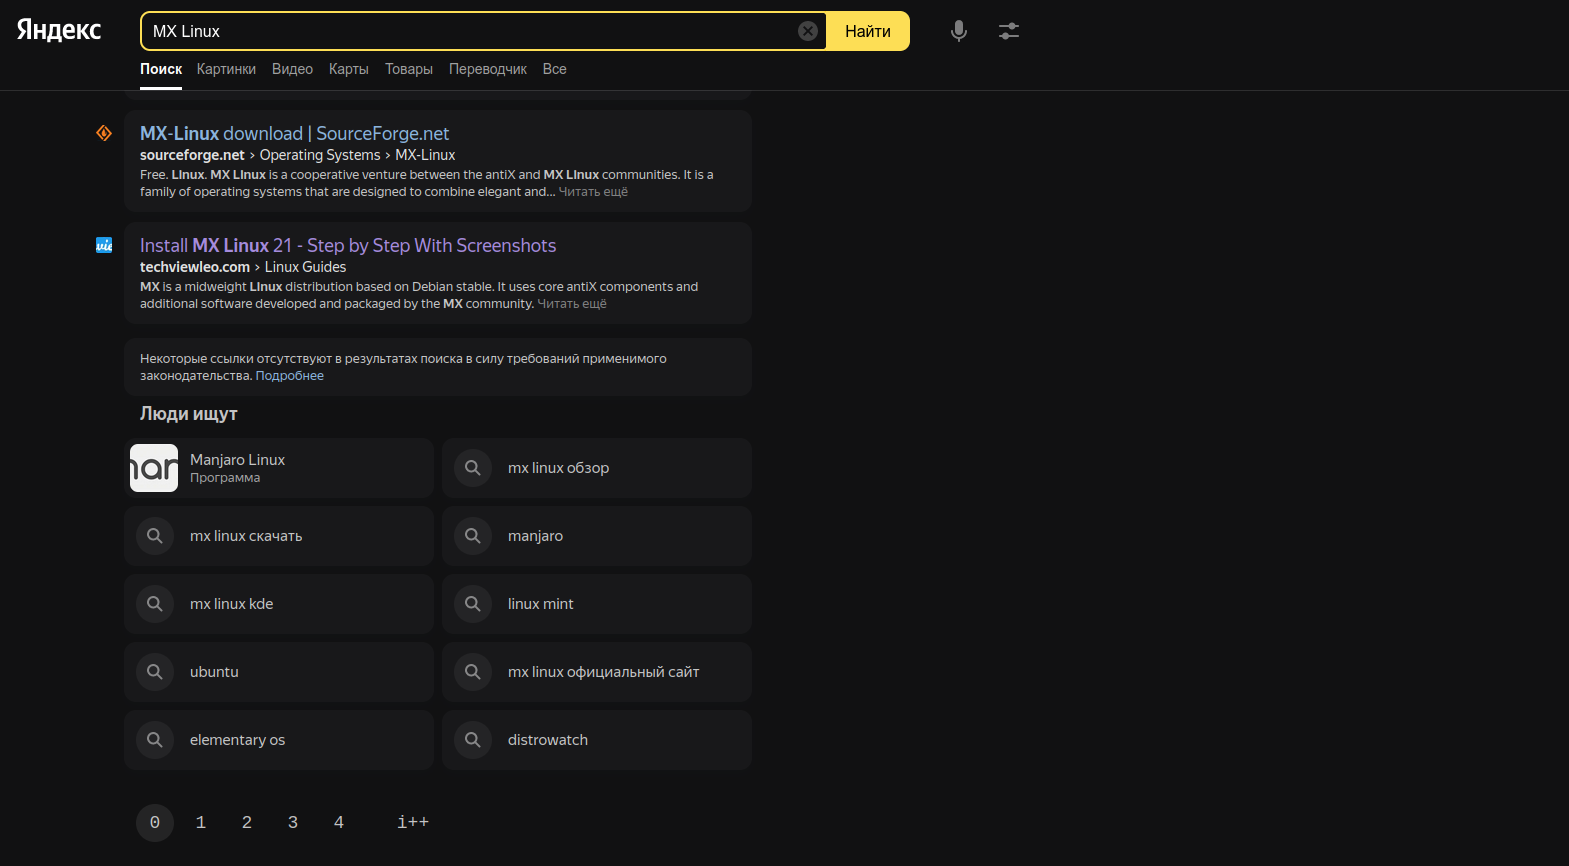 Яндекс
MX Linux
Найти
Поиск Картинки Видео Карты Товары Переводчик Все
MX-Linux download | SourceForge.net
sourceforge.net › Operating Systems › MX-Linux
Free. Linux. MX Linux is a cooperative venture between the antiX and MX Linux communities. It is a
family of operating systems that are designed to combine elegant and... Читать ещё
Install MX Linux 21 - Step by Step With Screenshots
techviewleo.com › Linux Guides
MX is a midweight Linux distribution based on Debian stable. It uses core antiX components and
additional software developed and packaged by the MX community. Читать ещё
Некоторые ссылки отсутствуют в результатах поиска в силу требований применимого
законодательства. Подробнее
Люди ищут
Manjaro Linux
Программа
mx linux обзор
mx linux скачать
manjaro
mx linux kde
linux mint
ubuntu
mx linux официальный сайт
elementary os
distrowatch
0 1 2 3 4 i++